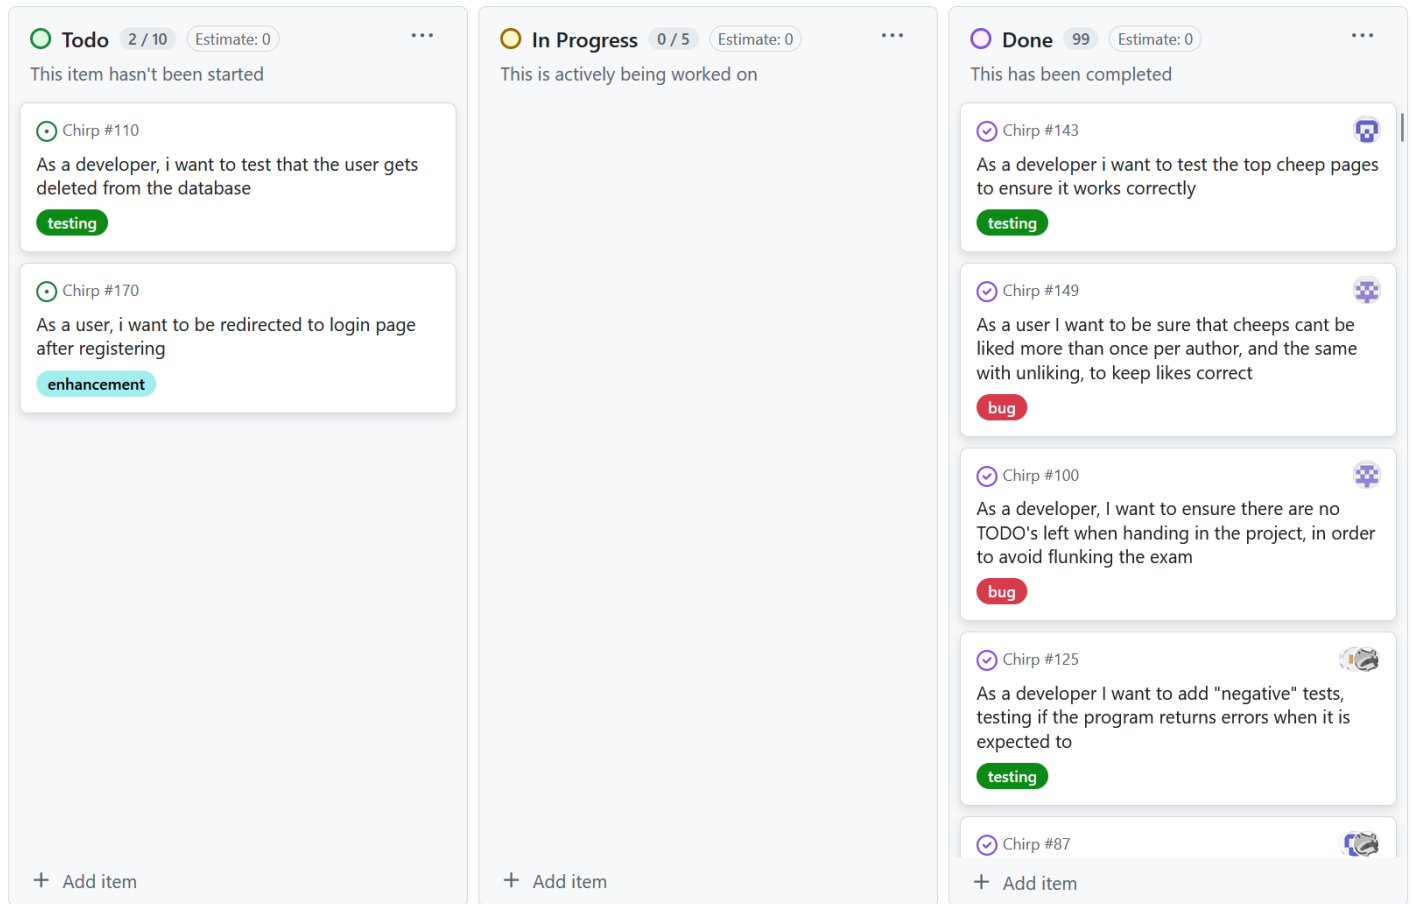 Todo 2 / 10 Estimate: 0
This item hasn't been started
Chirp #110
As a developer, i want to test that the user gets
deleted from the database
testing
Chirp #170
As a user, i want to be redirected to login page
after registering
enhancement
+ Add item
In Progress 0 / 5 Estimate: 0
This is actively being worked on
+ Add item
Done 99 Estimate: 0
This has been completed
Chirp #143
As a developer i want to test the top cheep pages
to ensure it works correctly
testing
Chirp #149
As a user I want to be sure that cheeps cant be
liked more than once per author, and the same
with unliking, to keep likes correct
bug
Chirp #100
As a developer, I want to ensure there are no
TODO's left when handing in the project, in order
to avoid flunking the exam
bug
Chirp #125
As a developer I want to add "negative" tests,
testing if the program returns errors when it is
expected to
testing
Chirp #87
+ Add item